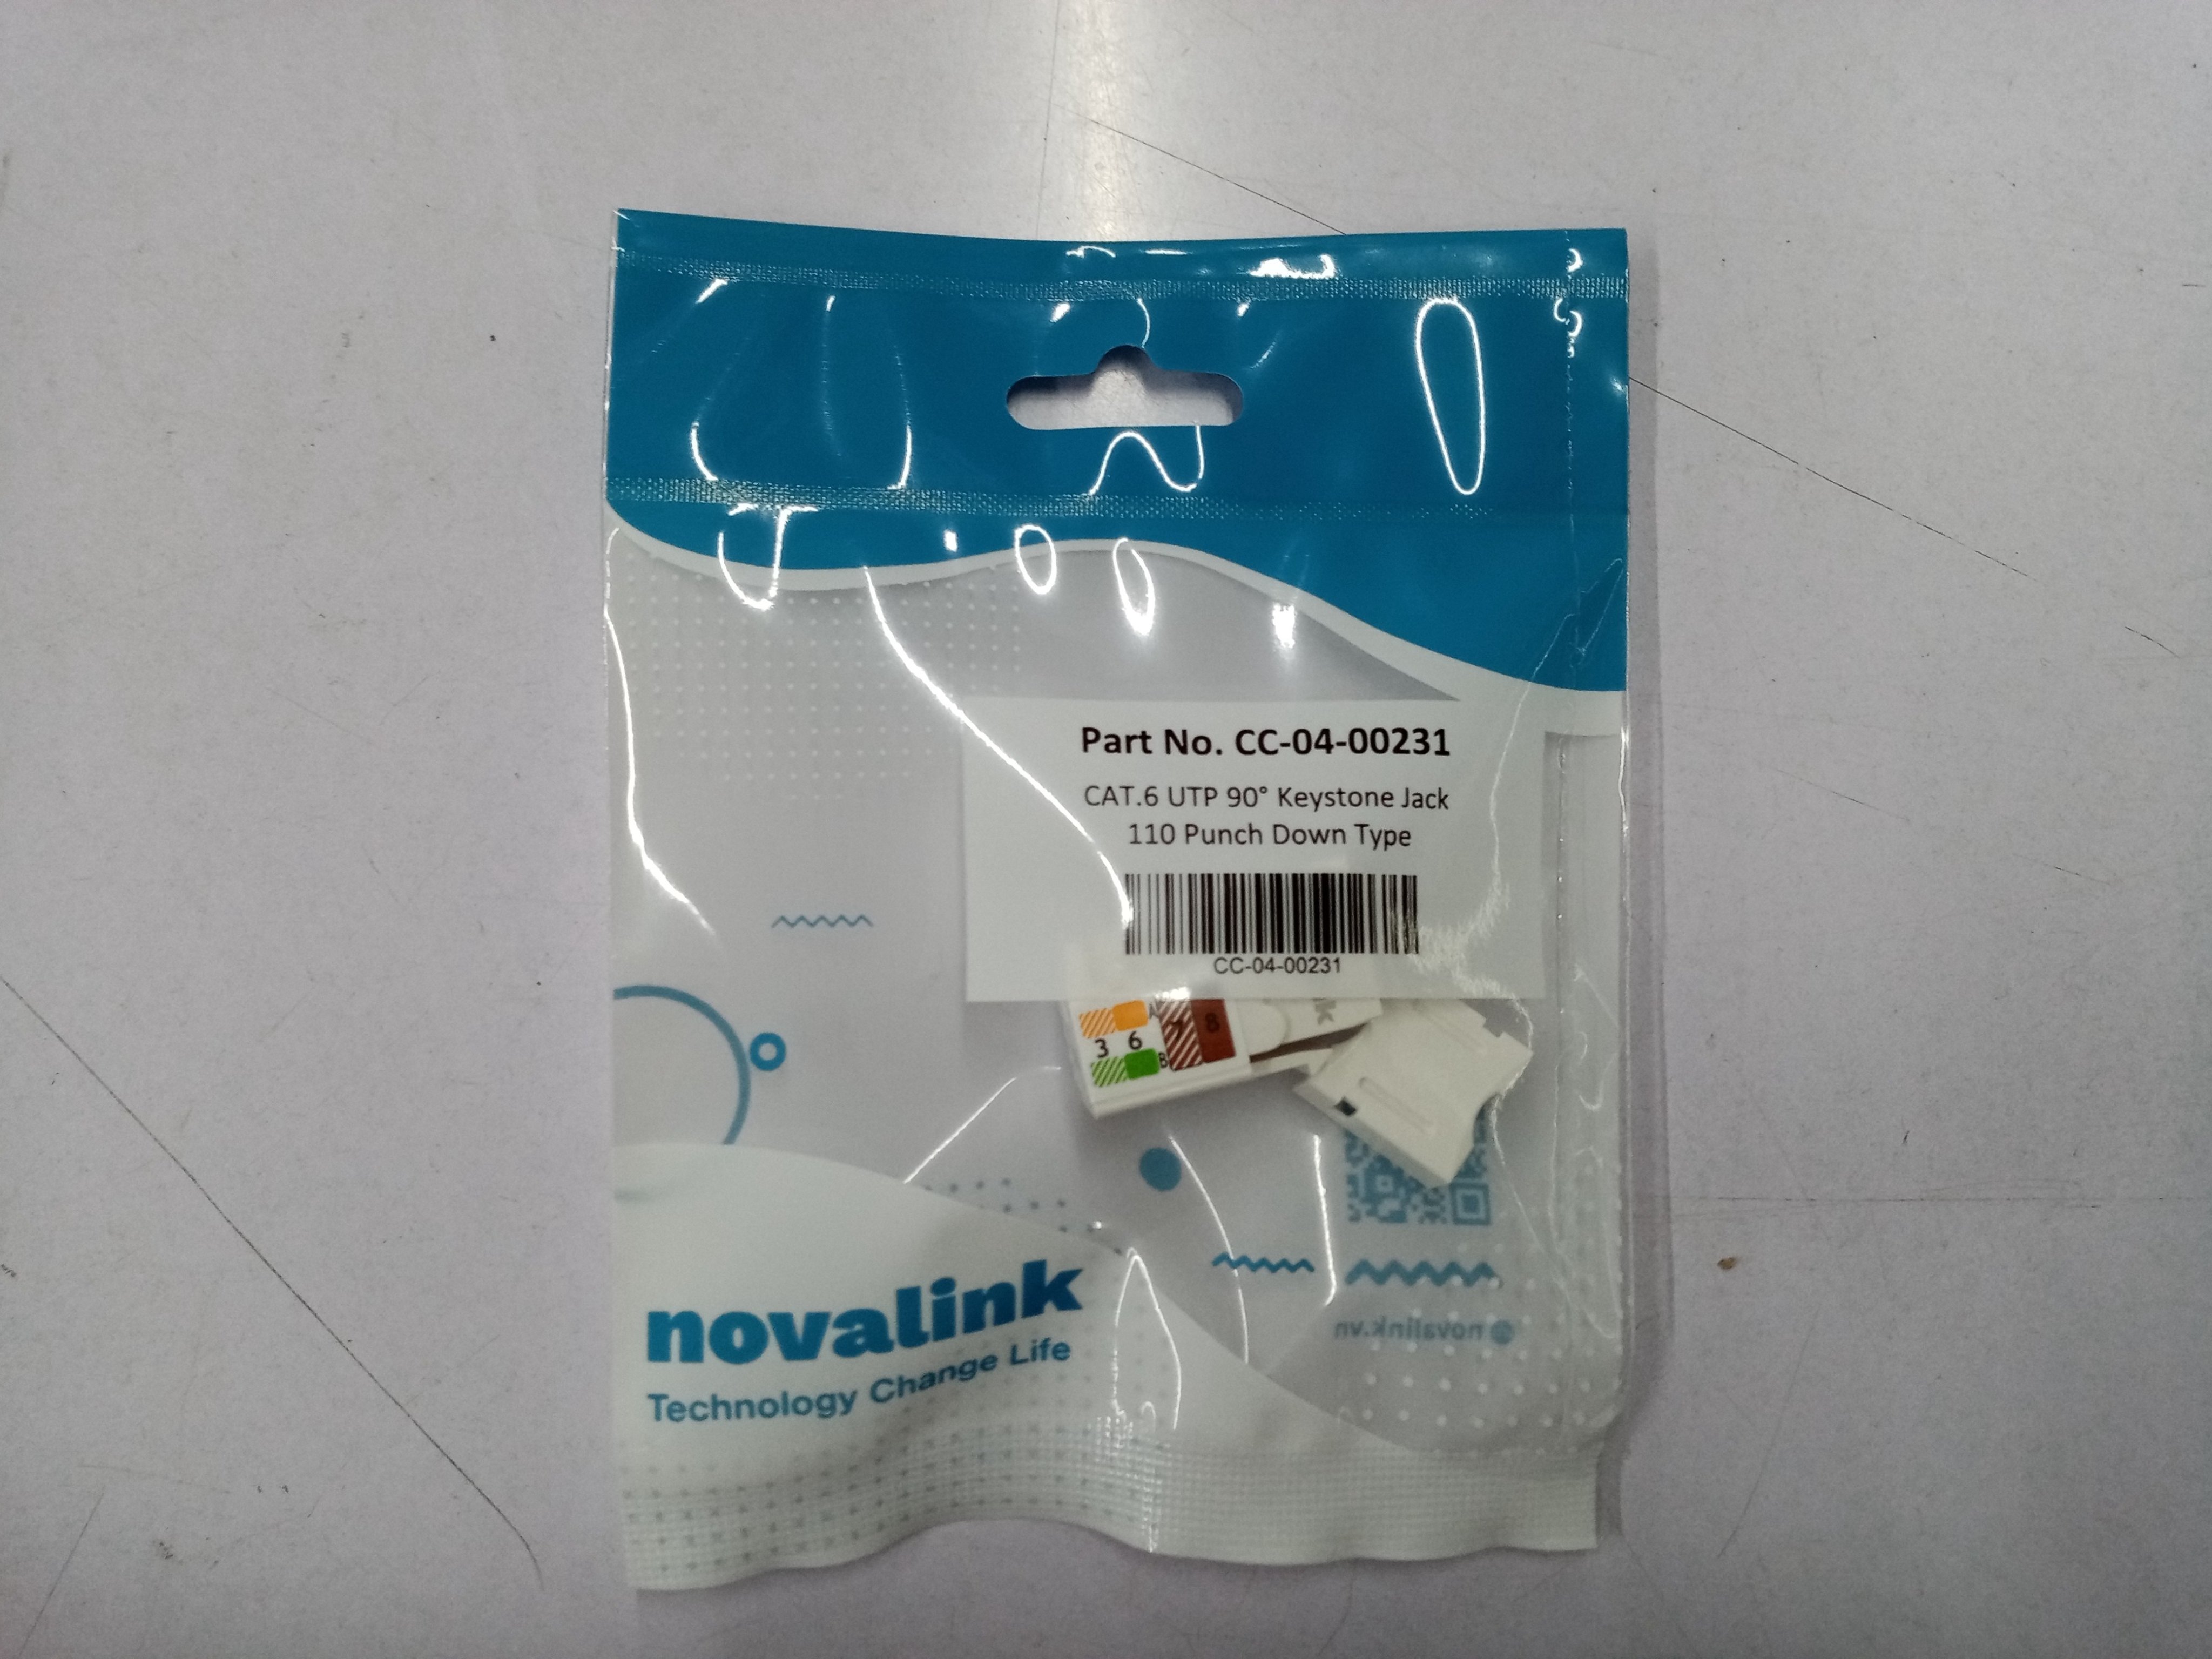 Part No. CC-04-00231
CAT.6 UTP 90° Keystone Jack
110 Punch Down Type
CC-04-00231
A 7 8
3 6
B
novalink
Technology Change Life
novalink.vn